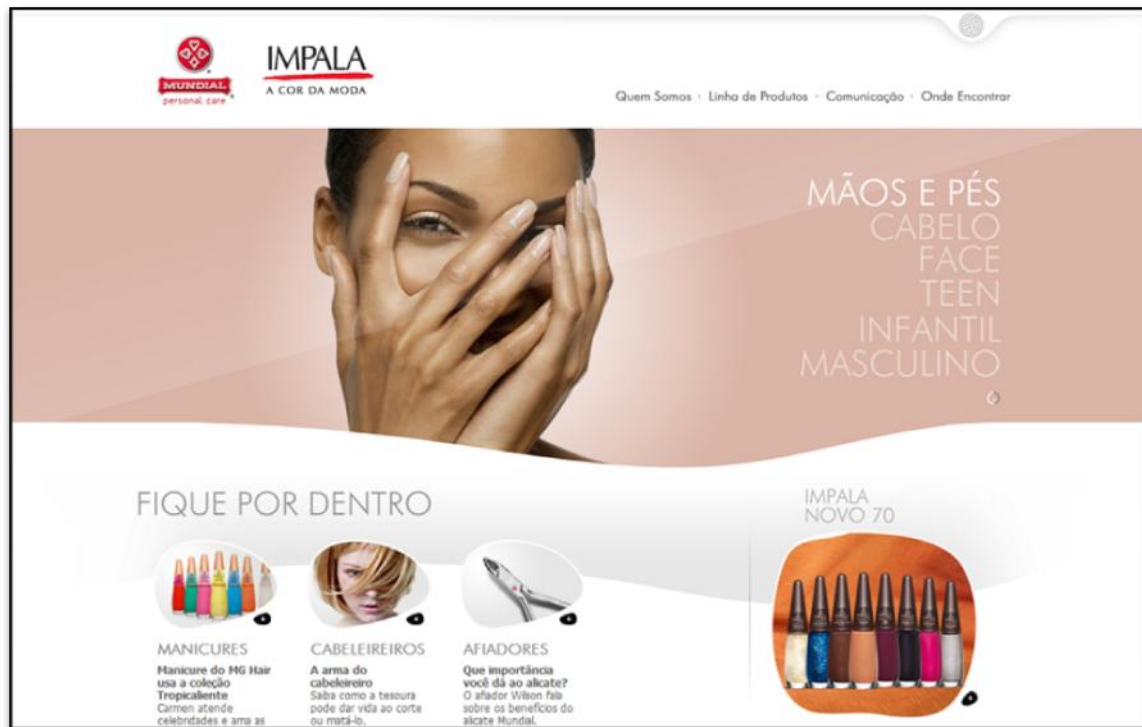 MUNDIAL
personal care
IMPALA
A COR DA MODA
Quem Somos · Linha de Produtos · Comunicação · Onde Encontrar
MÃOS E PÉS
CABELO
FACE
TEEN
INFANTIL
MASCULINO
FIQUE POR DENTRO
MANICURES
Manicure do MG Hair
usa a coleção
Tropicaliente
Carmen atende
celebridades e ama as
CABELEIREIROS
A arma do
cabeleireiro
Saiba como a tesoura
pode dar vida ao corte
ou matá-lo.
AFIADORES
Que importância
você dá ao alicate?
O afiador Wilson fala
sobre os benefícios do
alicate Mundial.
IMPALA
NOVO 70